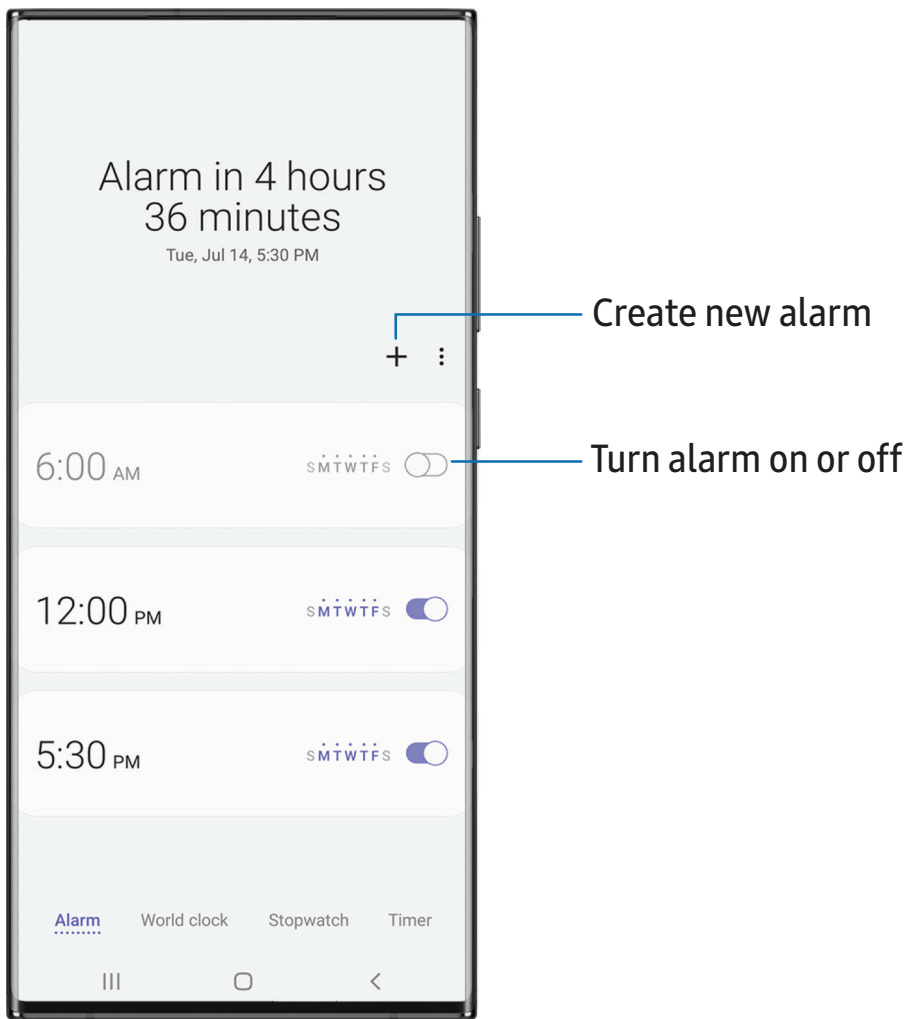 Alarm in 4 hours
36 minutes
Tue, Jul 14, 5:30 PM
Create new alarm
6:00 AM SMTWTFS
Turn alarm on or off
12:00 PM SMTWTFS
5:30 PM SMTWTFS
Alarm World clock Stopwatch Timer